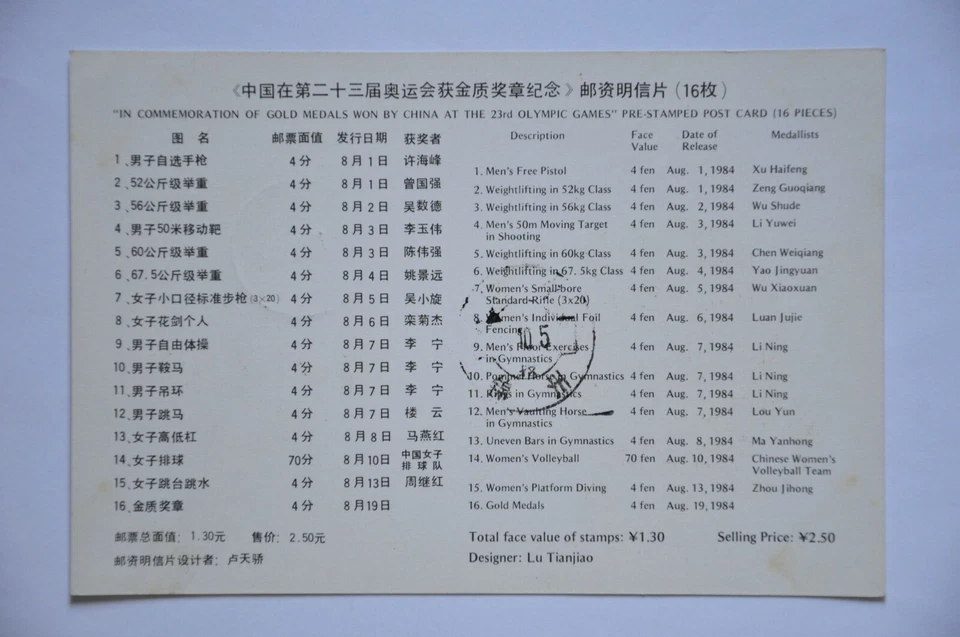 《中国在第二十三届奥运会获金质奖章纪念》邮资明信片(16枚)
"IN COMMEMORATION OF GOLD MEDALS WON BY CHINA AT THE 23rd OLYMPIC GAMES" PRE-STAMPED POST CARD (16 PIECES)
图 名 邮票面值 发行日期 获奖者
1、男子自选手枪 4分 8月1日 许海峰
2、52公斤级举重 4分 8月1日 曾国强
3、56公斤级举重 4分 8月2日 吴数德
4、男子50米移动靶 4分 8月3日 李玉伟
5、60公斤级举重 4分 8月3日 陈伟强
6、67.5公斤级举重 4分 8月4日 姚景远
7、女子小口径标准步枪(3×20) 4分 8月5日 吴小旋
8、女子花剑个人 4分 8月6日 栾菊杰
9、男子自由体操 4分 8月7日 李 宁
10、男子鞍马 4分 8月7日 李 宁
11、男子吊环 4分 8月7日 李 宁
12、男子跳马 4分 8月7日 楼 云
13、女子高低杠 4分 8月8日 马燕红
14、女子排球 70分 8月10日 中国女子
排球队
15、女子跳台跳水 4分 8月13日 周继红
16、金质奖章 4分 8月19日
邮票总面值：1.30元 售价：2.50元
邮资明信片设计者：卢天骄
Description Face Date of Medallists
Value Release
1. Men's Free Pistol 4 fen Aug. 1, 1984 Xu Haifeng
2. Weightlifting in 52kg Class 4 fen Aug. 1, 1984 Zeng Guoqiang
3. Weightlifting in 56kg Class 4 fen Aug. 2, 1984 Wu Shude
4. Men's 50m Moving Target 4 fen Aug. 3, 1984 Li Yuwei
in Shooting
5. Weightlifting in 60kg Class 4 fen Aug. 3, 1984 Chen Weiqiang
6. Weightlifting in 67.5kg Class 4 fen Aug. 4, 1984 Yao Jingyuan
7. Women's Small-bore 4 fen Aug. 5, 1984 Wu Xiaoxuan
Standard Rifle (3x20)
8. Women's Individual Foil 4 fen Aug. 6, 1984 Luan Jujie
Fencing
9. Men's Floor Exercises 4 fen Aug. 7, 1984 Li Ning
in Gymnastics
10. Pommel Horse in Gymnastics 4 fen Aug. 7, 1984 Li Ning
11. Rings in Gymnastics 4 fen Aug. 7, 1984 Li Ning
12. Men's Vaulting Horse 4 fen Aug. 7, 1984 Lou Yun
in Gymnastics
13. Uneven Bars in Gymnastics 4 fen Aug. 8, 1984 Ma Yanhong
14. Women's Volleyball 70 fen Aug. 10, 1984 Chinese Women's
Volleyball Team
15. Women's Platform Diving 4 fen Aug. 13, 1984 Zhou Jihong
16. Gold Medals 4 fen Aug. 19, 1984
Total face value of stamps: ¥1.30 Selling Price: ¥2.50
Designer: Lu Tianjiao
10.5